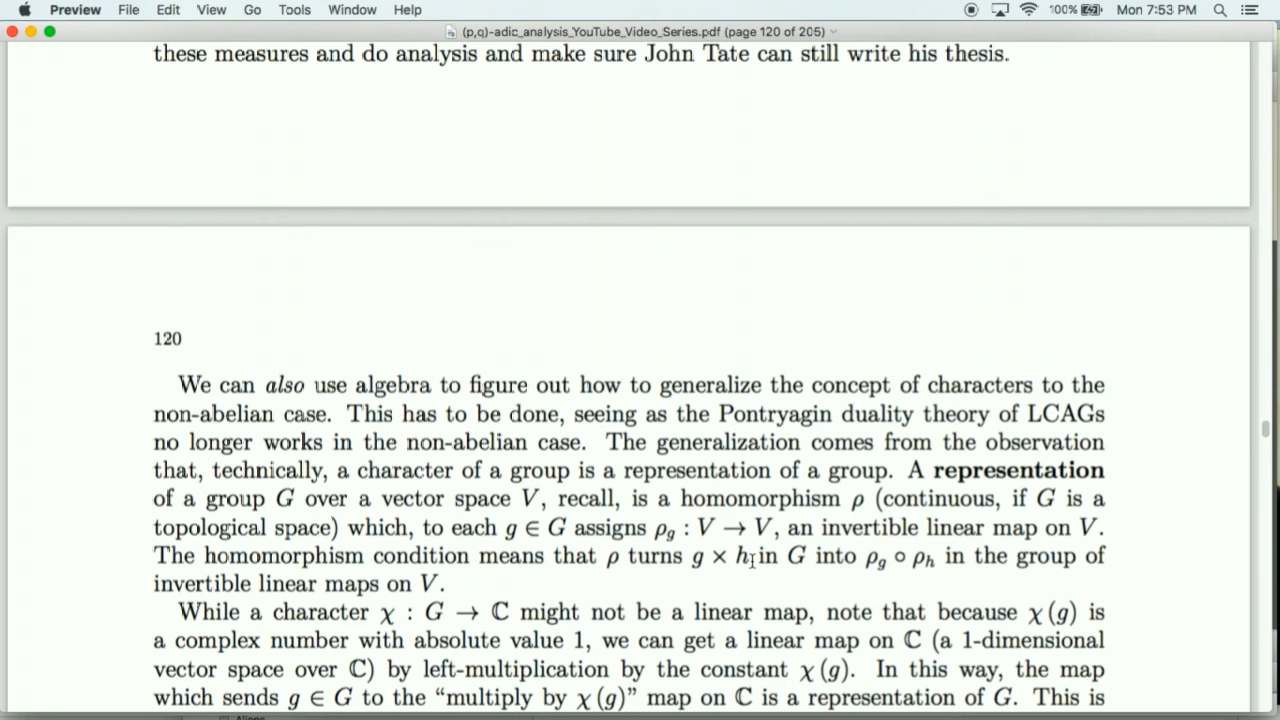 Preview File Edit View Go Tools Window Help 100% Mon 7:53 PM
(p,q)-adic_analysis_YouTube_Video_Series.pdf (page 120 of 205)
these measures and do analysis and make sure John Tate can still write his thesis.
120
We can also use algebra to figure out how to generalize the concept of characters to the
non-abelian case. This has to be done, seeing as the Pontryagin duality theory of LCAGs
no longer works in the non-abelian case. The generalization comes from the observation
that, technically, a character of a group is a representation of a group. A representation
of a group G over a vector space V, recall, is a homomorphism ρ (continuous, if G is a
topological space) which, to each g ∈ G assigns ρg : V → V, an invertible linear map on V.
The homomorphism condition means that ρ turns g × h in G into ρg ∘ ρh in the group of
invertible linear maps on V.
While a character χ : G → ℂ might not be a linear map, note that because χ(g) is
a complex number with absolute value 1, we can get a linear map on ℂ (a 1-dimensional
vector space over ℂ) by left-multiplication by the constant χ(g). In this way, the map
which sends g ∈ G to the “multiply by χ(g)” map on ℂ is a representation of G. This is